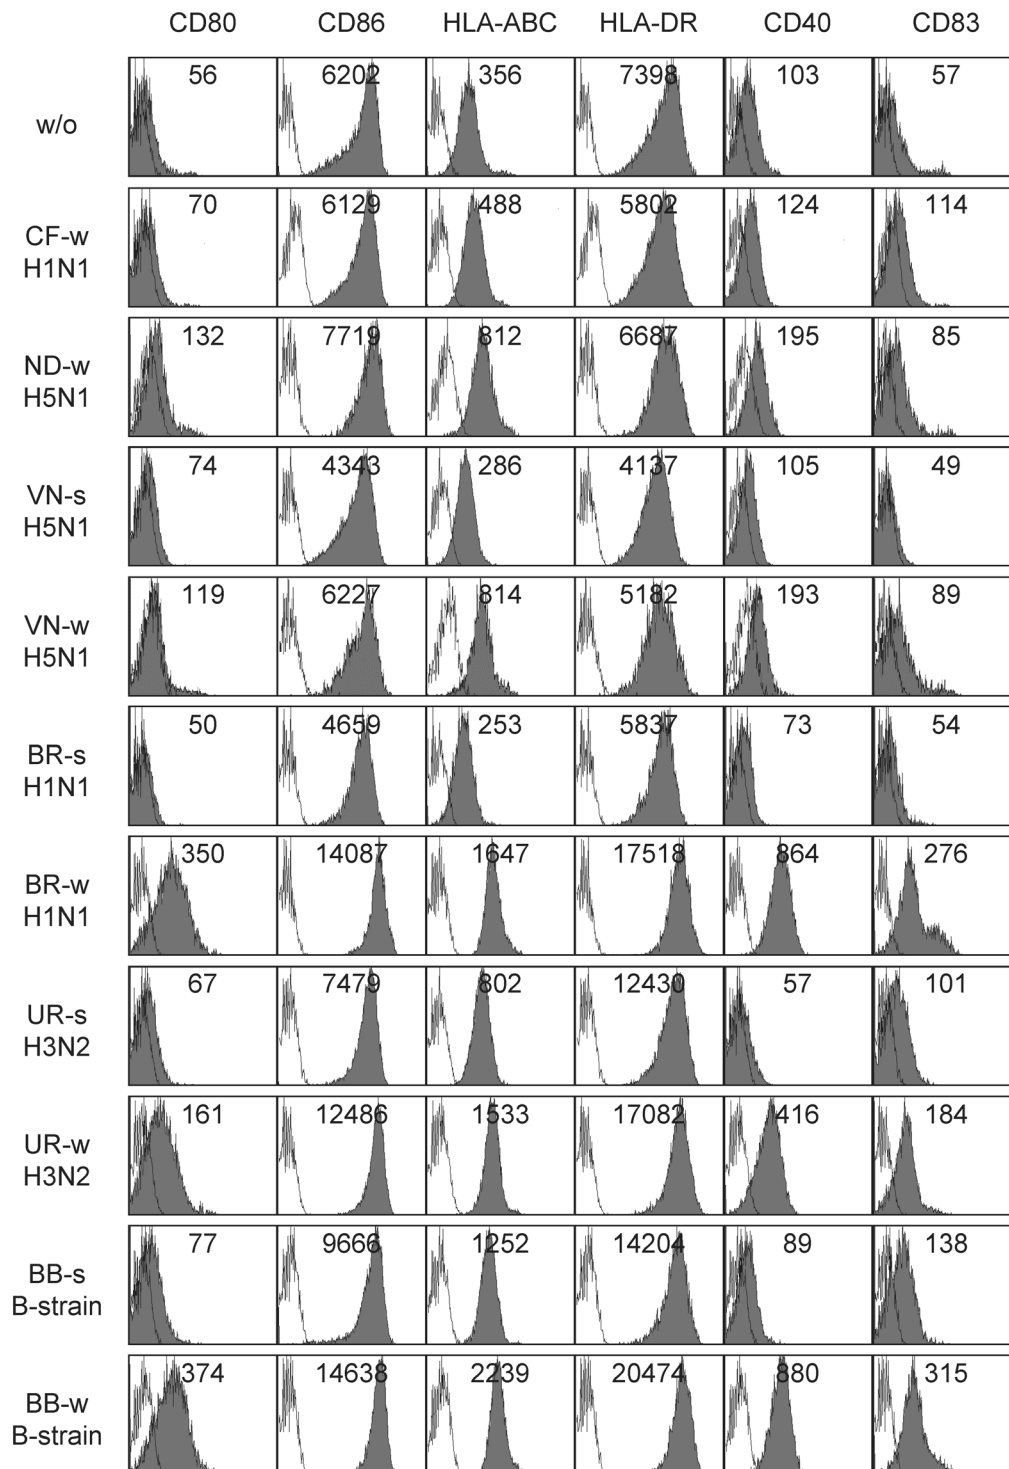 CD80 CD86 HLA-ABC HLA-DR CD40 CD83
w/o 56 6202 356 7398 103 57
CF-w
H1N1 70 6129 488 5802 124 114
ND-w
H5N1 132 7719 812 6687 195 85
VN-s
H5N1 74 4343 286 4137 105 49
VN-w
H5N1 119 6227 814 5182 193 89
BR-s
H1N1 50 4659 253 5837 73 54
BR-w
H1N1 350 14087 1647 17518 864 276
UR-s
H3N2 67 7479 802 12430 57 101
UR-w
H3N2 161 12486 1533 17082 416 184
BB-s
B-strain 77 9666 1252 14204 89 138
BB-w
B-strain 374 14638 2239 20474 880 315